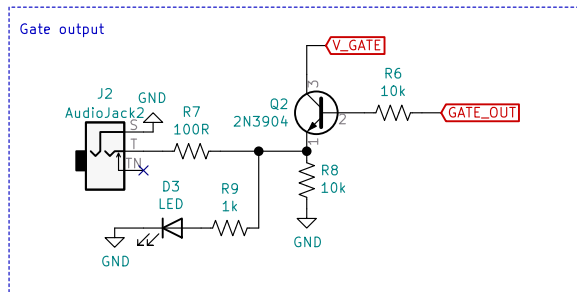 Gate output
V_GATE
J2
AudioJack2
GND
S
T
TN
R7
100R
Q2
2N3904
3
2
1
R6
10k
GATE_OUT
R8
10k
GND
D3
LED
R9
1k
GND